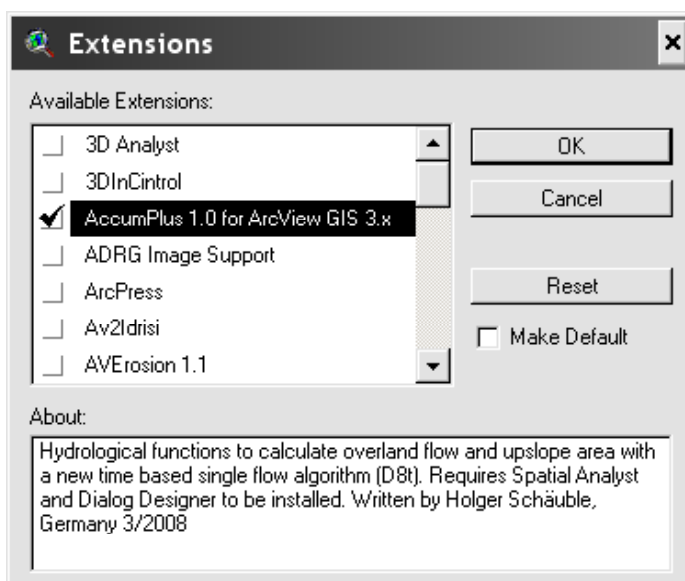 Extensions
Available Extensions:
3D Analyst
3DInCintrol
AccumPlus 1.0 for ArcView GIS 3.x
ADRG Image Support
ArcPress
Av2Idrisi
AVErosion 1.1
OK
Cancel
Reset
Make Default
About:
Hydrological functions to calculate overland flow and upslope area with
a new time based single flow algorithm (D8t). Requires Spatial Analyst
and Dialog Designer to be installed. Written by Holger Schäuble,
Germany 3/2008